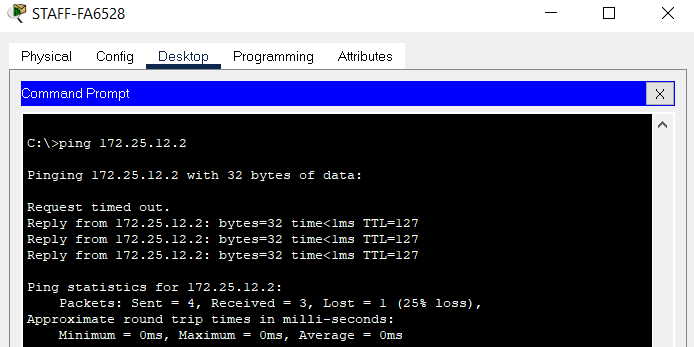 STAFF-FA6528
Physical Config Desktop Programming Attributes
Command Prompt X
C:\>ping 172.25.12.2
Pinging 172.25.12.2 with 32 bytes of data:
Request timed out.
Reply from 172.25.12.2: bytes=32 time<1ms TTL=127
Reply from 172.25.12.2: bytes=32 time<1ms TTL=127
Reply from 172.25.12.2: bytes=32 time<1ms TTL=127
Ping statistics for 172.25.12.2:
Packets: Sent = 4, Received = 3, Lost = 1 (25% loss),
Approximate round trip times in milli-seconds:
Minimum = 0ms, Maximum = 0ms, Average = 0ms